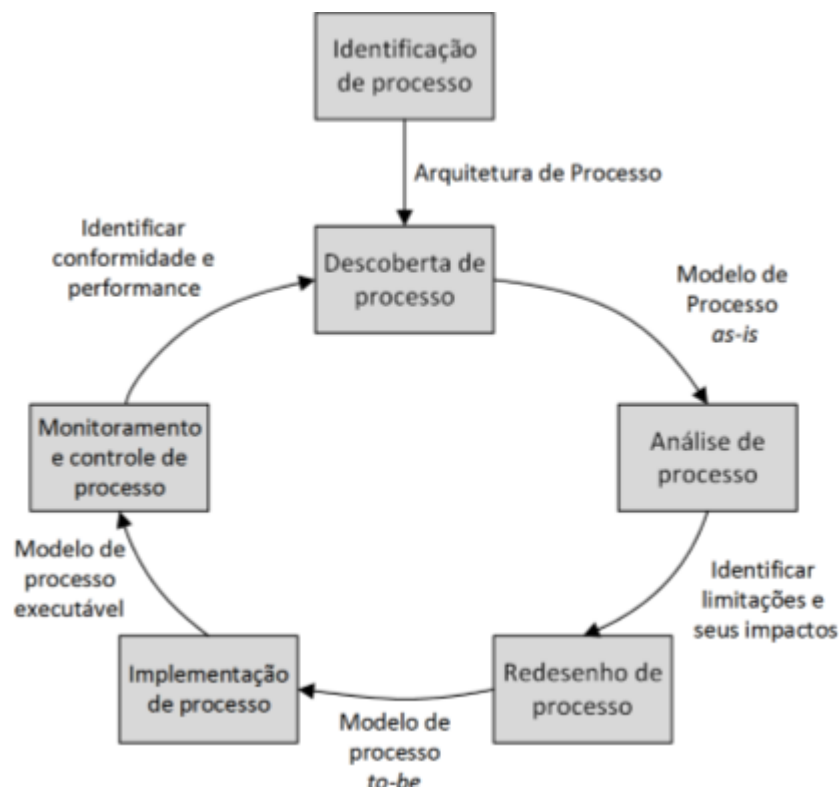 Identificação
de processo
Arquitetura de Processo
Identificar
conformidade e
performance
Descoberta de
processo
Modelo de
Processo
as-is
Monitoramento
e controle de
processo
Análise de
processo
Modelo de
processo
executável
Identificar
limitações e
seus impactos
Implementação
de processo
Redesenho de
processo
Modelo de
processo
to-be